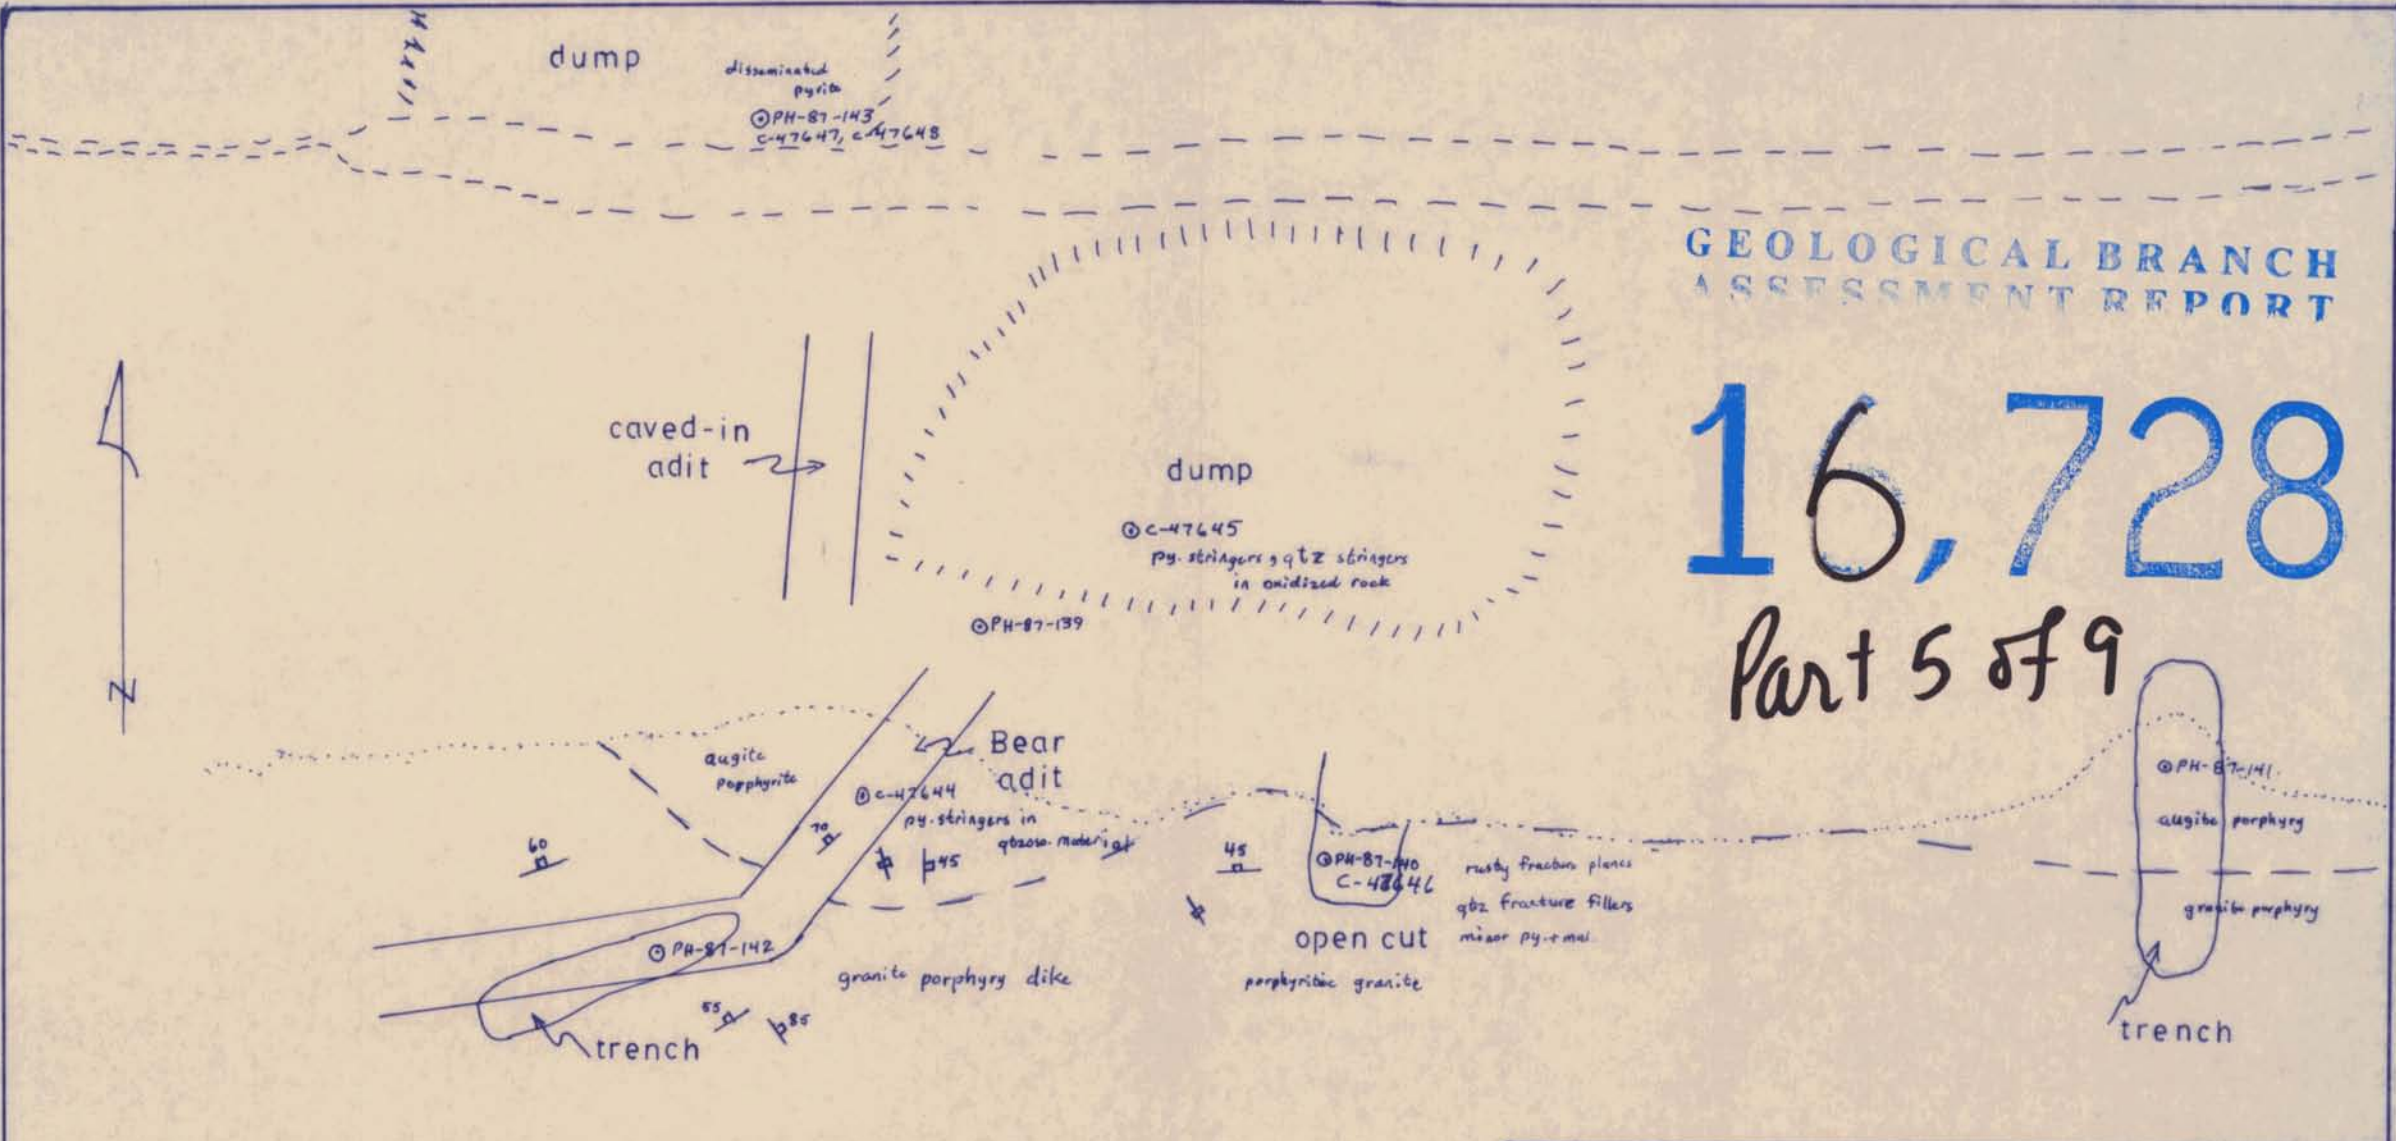 dump
disseminated
pyrite
PH-87-143
C-47647, C-47648
GEOLOGICAL BRANCH
ASSESSMENT REPORT
16,728
Part 5 of 9
caved-in
adit
dump
C-47645
py. stringers, qtz stringers
in oxidized rock
PH-87-139
N
Bear
adit
augite
porphyrite
C-47644
py. stringers in
qtzose material
70
60
45
45
PH-87-140
C-47646
rusty fracture planes
qtz fracture fillers
minor py. + mal.
open cut
porphyritic granite
PH-87-141
augite porphyry
granite porphyry
trench
PH-87-142
granite porphyry dike
55
85
trench